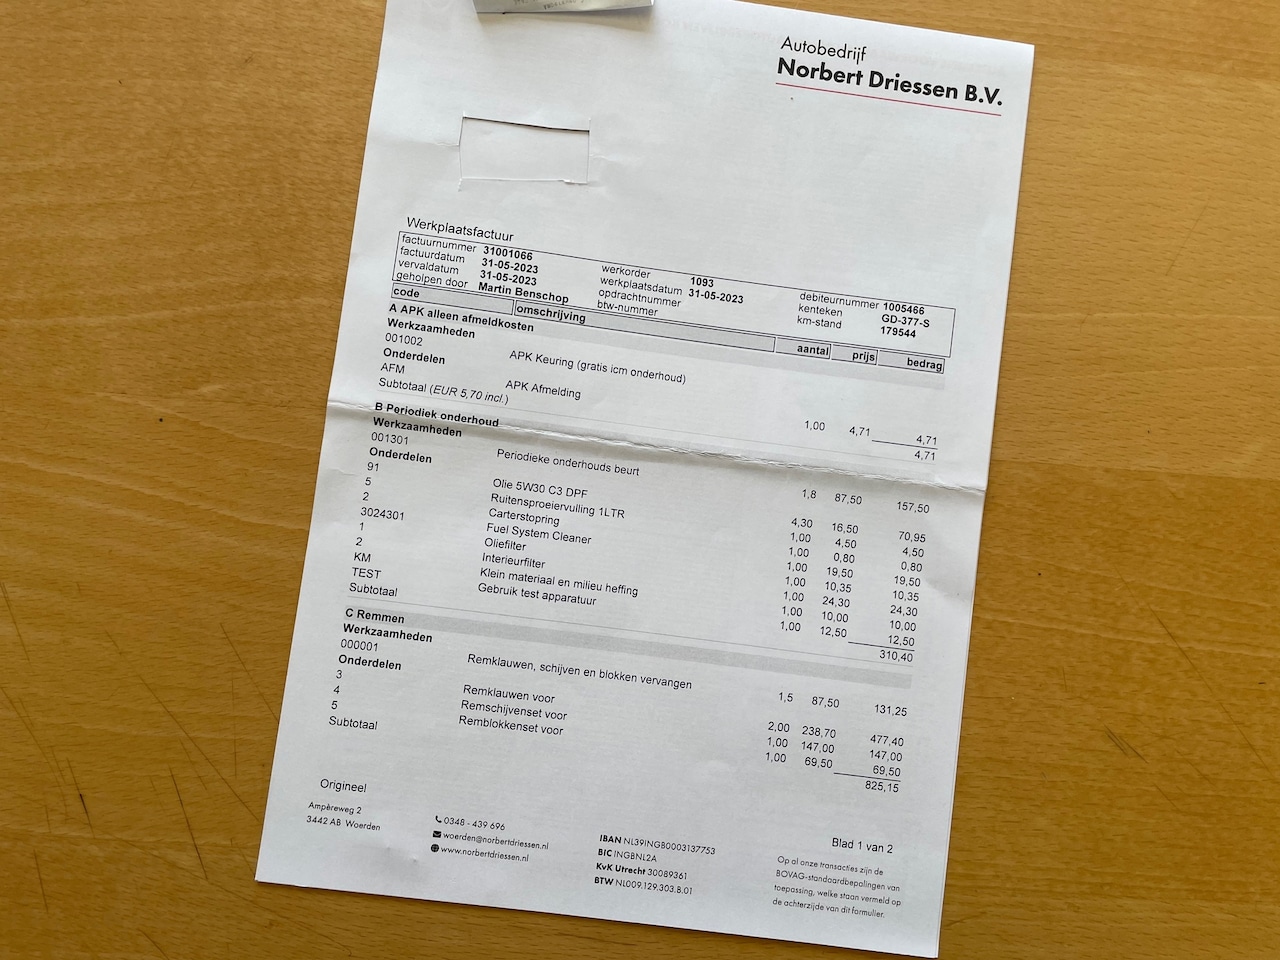 Autobedrijf
Norbert Driessen B.V.
Werkplaatsfactuur
factuurnummer 31001066
factuurdatum 31-05-2023 werkorder 1093 debiteurnummer 1005466
vervaldatum 31-05-2023 werkplaatsdatum 31-05-2023 kenteken GD-377-S
geholpen door Martin Benschop opdrachtnummer km-stand 179544
btw-nummer
code omschrijving aantal prijs bedrag
A APK alleen afmeldkosten
Werkzaamheden
001002 APK Keuring (gratis icm onderhoud)
Onderdelen
AFM APK Afmelding 1,00 4,71 4,71
Subtotaal (EUR 5,70 incl.) 4,71
B Periodiek onderhoud
Werkzaamheden
001301 Periodieke onderhouds beurt 1,8 87,50 157,50
Onderdelen
91 Olie 5W30 C3 DPF 4,30 16,50 70,95
5 Ruitensproeiervulling 1LTR 1,00 4,50 4,50
2 Carterstopring 1,00 0,80 0,80
3024301 Fuel System Cleaner 1,00 19,50 19,50
1 Oliefilter 1,00 10,35 10,35
2 Interieurfilter 1,00 24,30 24,30
KM Klein materiaal en milieu heffing 1,00 10,00 10,00
TEST Gebruik test apparatuur 1,00 12,50 12,50
Subtotaal 310,40
C Remmen
Werkzaamheden
000001 Remklauwen, schijven en blokken vervangen 1,5 87,50 131,25
Onderdelen
3 Remklauwen voor 2,00 238,70 477,40
4 Remschijvenset voor 1,00 147,00 147,00
5 Remblokkenset voor 1,00 69,50 69,50
Subtotaal 825,15
Origineel
Blad 1 van 2
Ampèreweg 2
3442 AB Woerden
0348 - 439 696
woerden@norbertdriessen.nl
www.norbertdriessen.nl
IBAN NL39INGB0003137753
BIC INGBNL2A
KvK Utrecht 30089361
BTW NL009.129.303.B.01
Op al onze transacties zijn de
BOVAG-standaardbepalingen van
toepassing, welke staan vermeld op
de achterzijde van dit formulier.